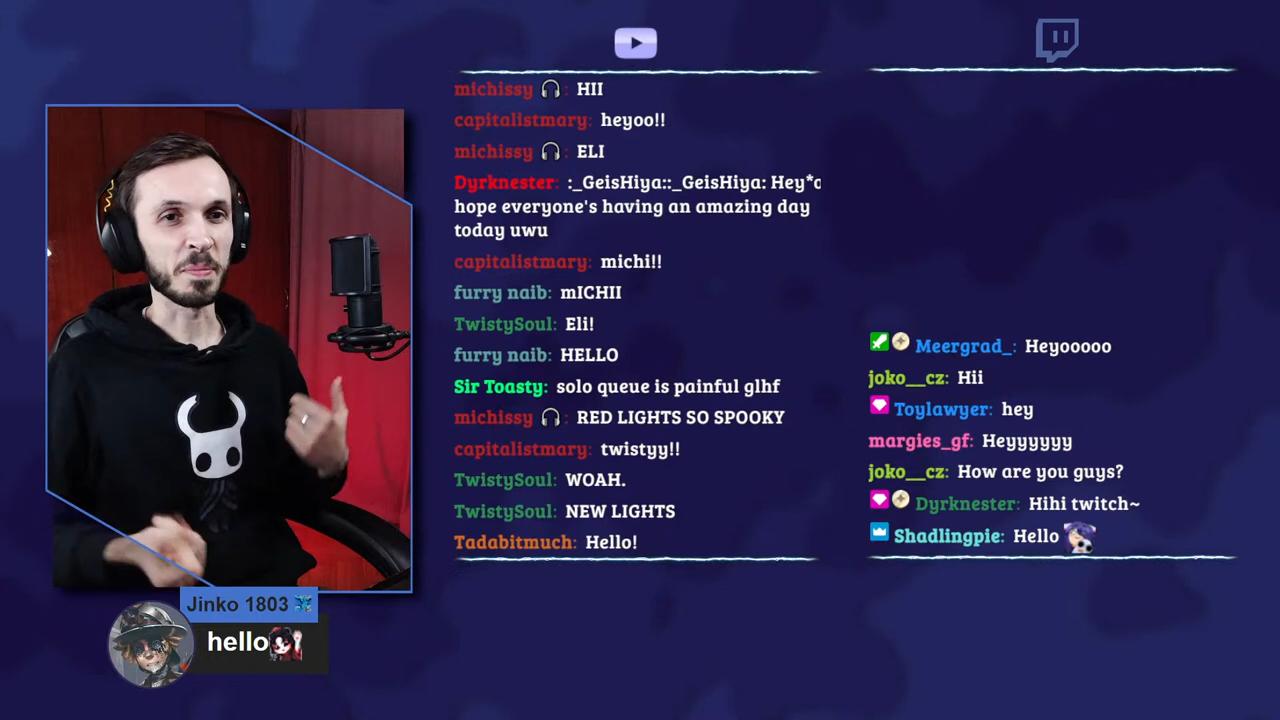 michissy : HII
capitalistmary: heyoo!!
michissy : ELI
Dyrknester: :_GeisHiya::_GeisHiya: Hey*
hope everyone's having an amazing day
today uwu
capitalistmary: michi!!
furry naib: mICHII
TwistySoul: Eli!
furry naib: HELLO
Sir Toasty: solo queue is painful glhf
michissy : RED LIGHTS SO SPOOKY
capitalistmary: twistyy!!
TwistySoul: WOAH.
TwistySoul: NEW LIGHTS
Tadabitmuch: Hello!
Meergrad_: Heyooooo
joko__cz: Hii
Toylawyer: hey
margies_gf: Heyyyyyy
joko__cz: How are you guys?
Dyrknester: Hihi twitch~
Shadlingpie: Hello
Jinko 1803
hello